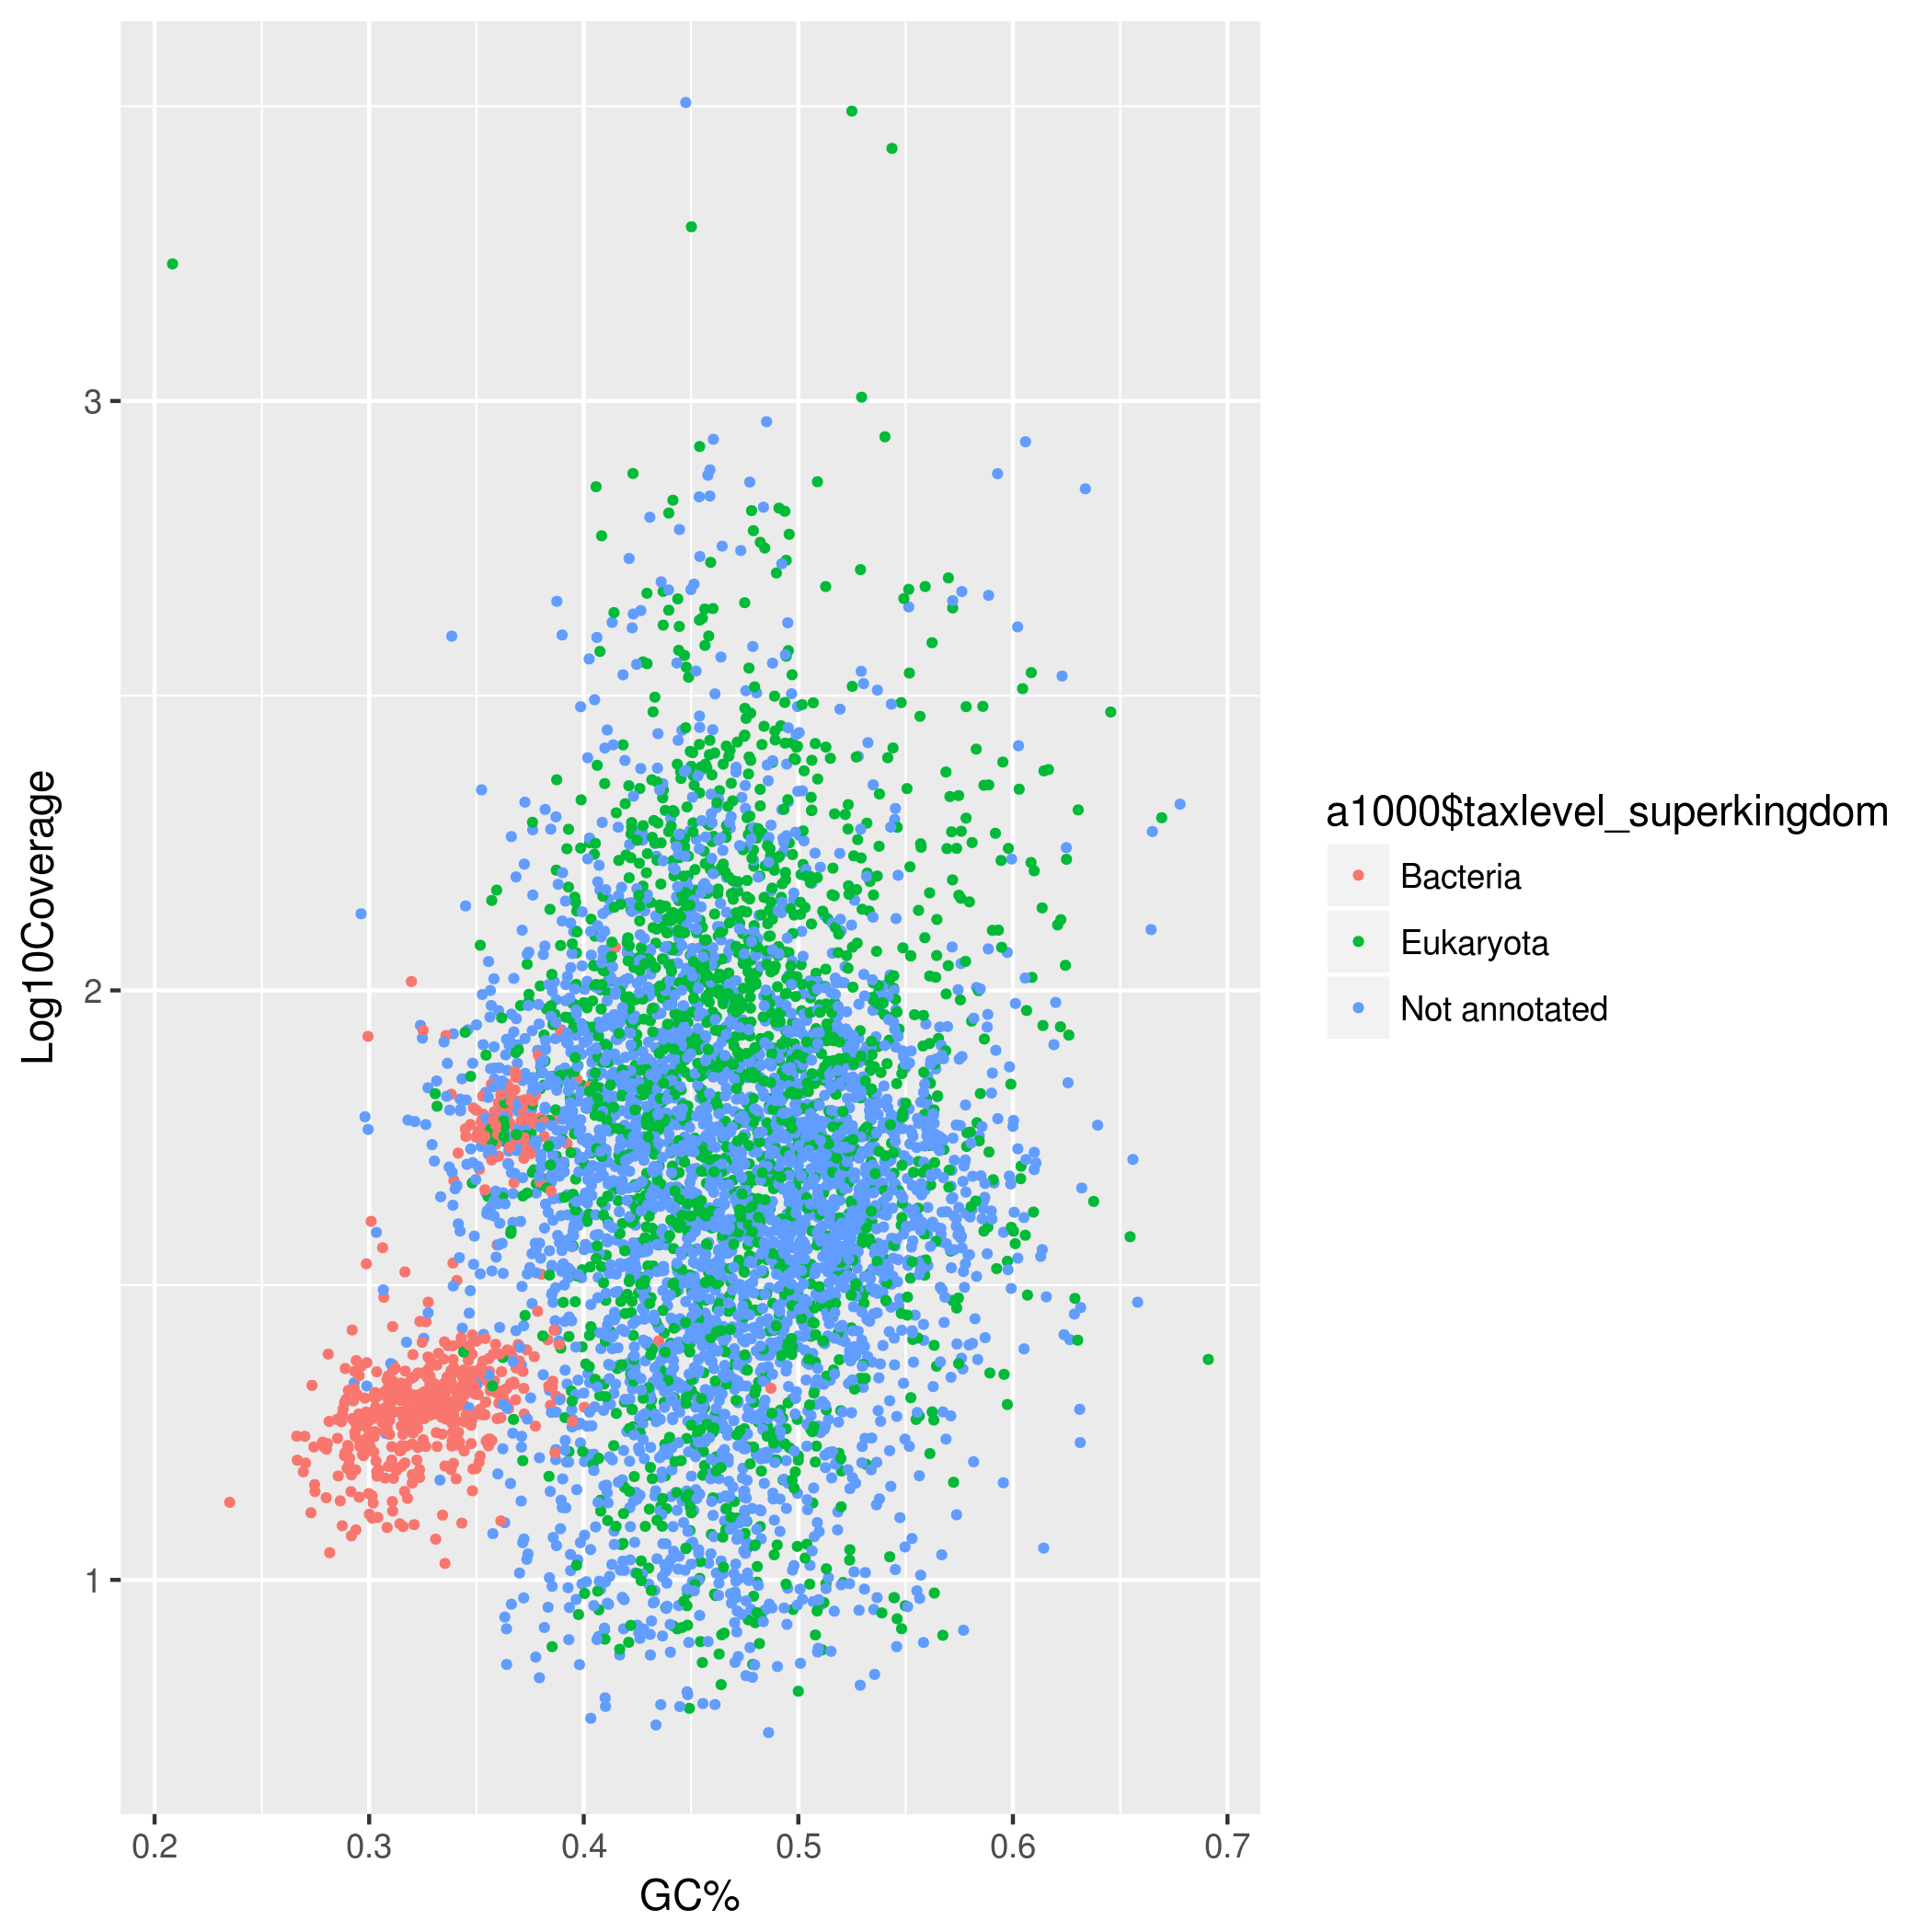 3
2
1
Log10Coverage
0.2 0.3 0.4 0.5 0.6 0.7
GC%
a1000$taxlevel_superkingdom
Bacteria
Eukaryota
Not annotated